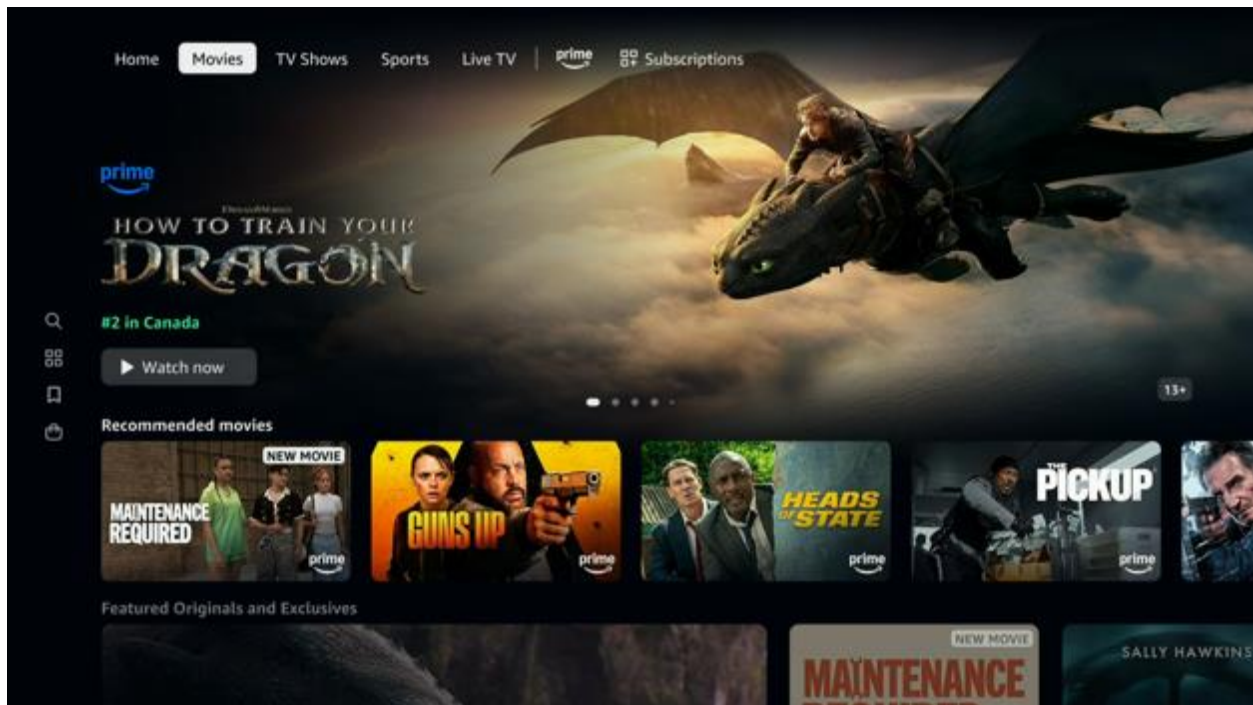 Home Movies TV Shows Sports Live TV prime Subscriptions
prime
DreamWorks
HOW TO TRAIN YOUR
DRAGON
#2 in Canada
Watch now
13+
Recommended movies
NEW MOVIE
MAINTENANCE
REQUIRED
prime
GUNS UP
prime
HEADS
OF STATE
prime
THE
PICKUP
prime
Featured Originals and Exclusives
NEW MOVIE
MAINTENANCE
REQUIRED
SALLY HAWKINS